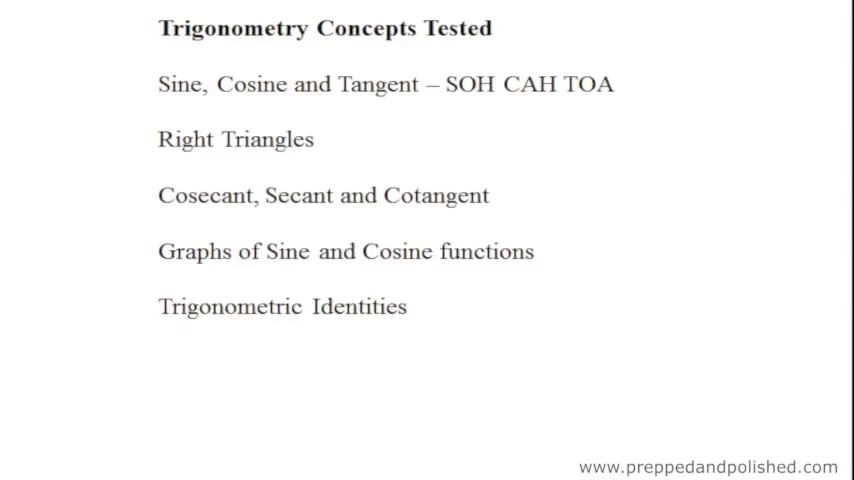 Trigonometry Concepts Tested
Sine, Cosine and Tangent – SOH CAH TOA
Right Triangles
Cosecant, Secant and Cotangent
Graphs of Sine and Cosine functions
Trigonometric Identities
www.preppedandpolished.com